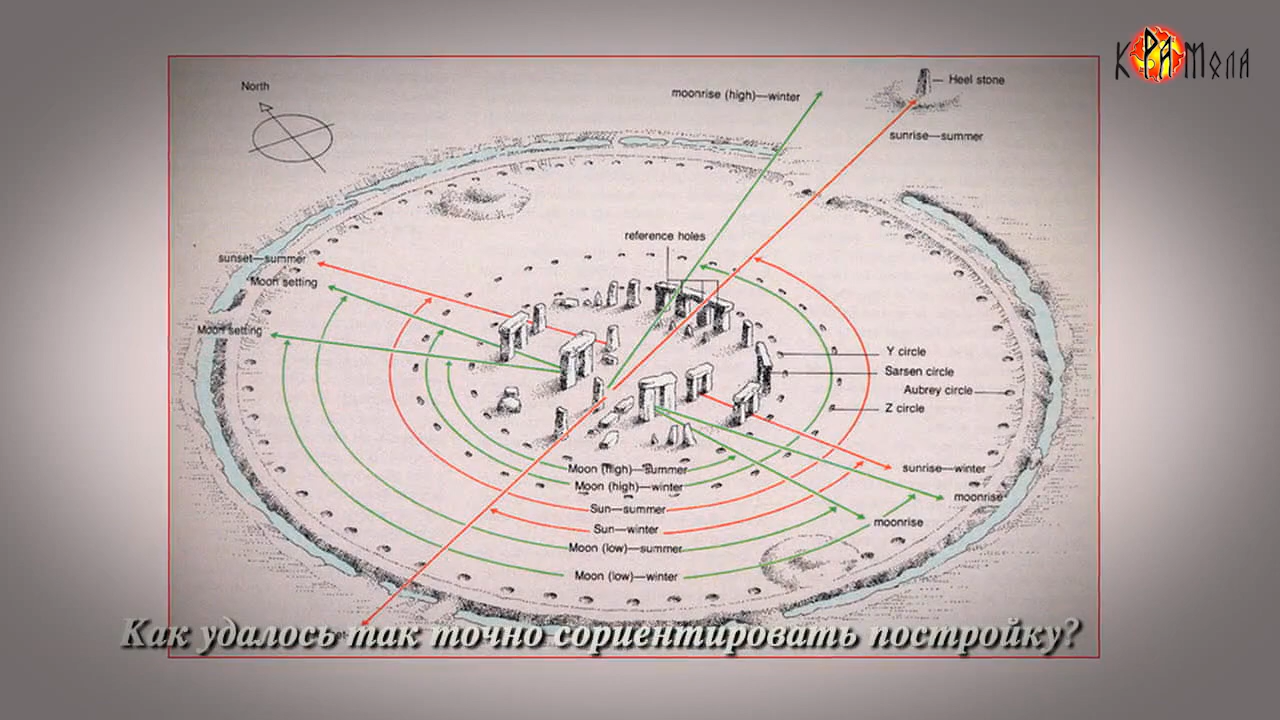 КРАМОЛА
North
moonrise (high)—winter
Heel stone
sunrise—summer
reference holes
sunset—summer
Moon setting
Moon setting
Y circle
Sarsen circle
Aubrey circle
Z circle
Moon (high)—summer
Moon (high)—winter
Sun—summer
Sun—winter
Moon (low)—summer
Moon (low)—winter
sunrise—winter
moonrise
moonrise
Как удалось так точно сориентировать постройку?